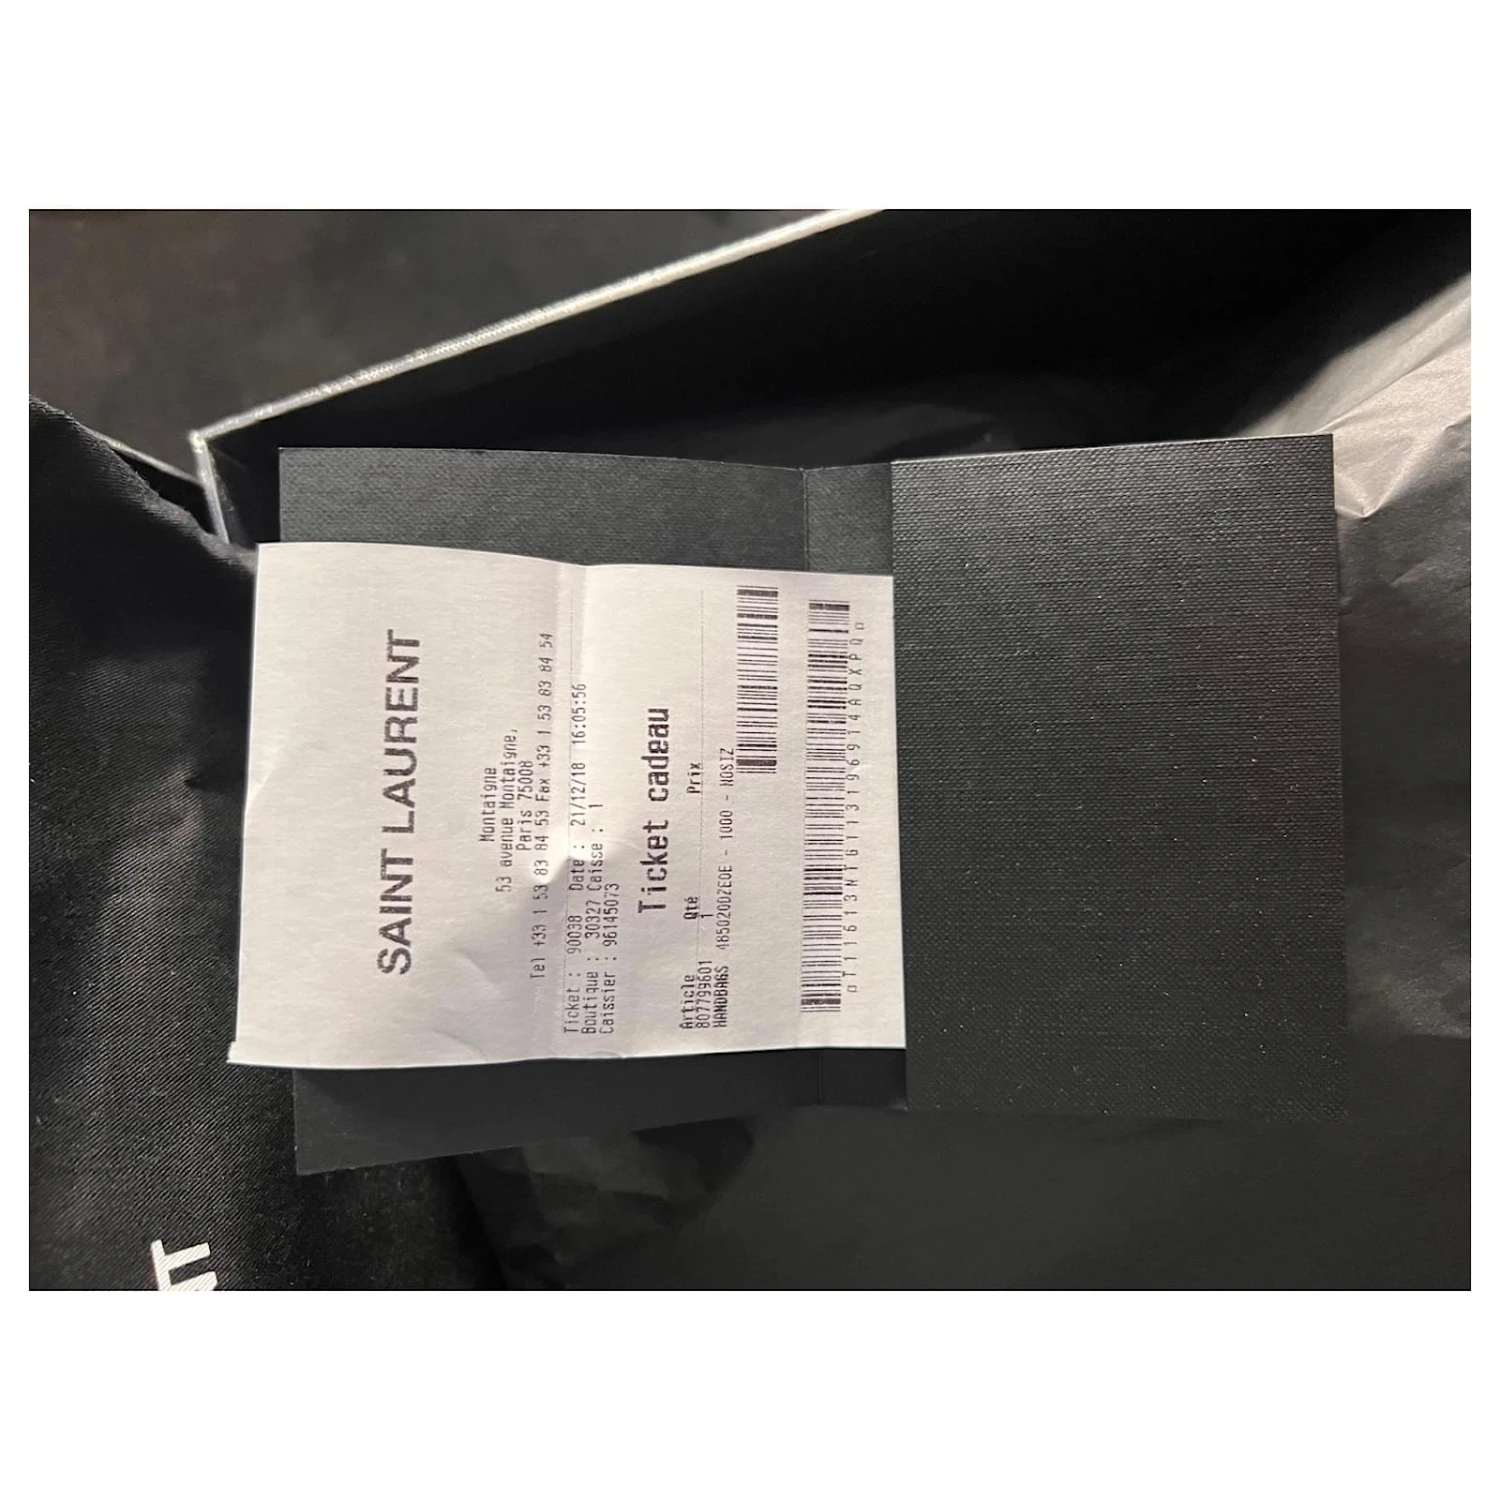 SAINT LAURENT
Montaigne
53 avenue Montaigne,
Paris 75008
Tel +33 1 53 83 84 53 Fax +33 1 53 83 84 54
Ticket : 90038 Date : 21/12/18 16:05:56
Boutique : 30327 Caisse : 1
Caissier : 96145073
Ticket cadeau
Article Qté Prix
807799601 1
HANDBAGS 485020DZE0E - 1000 - NOSIZ